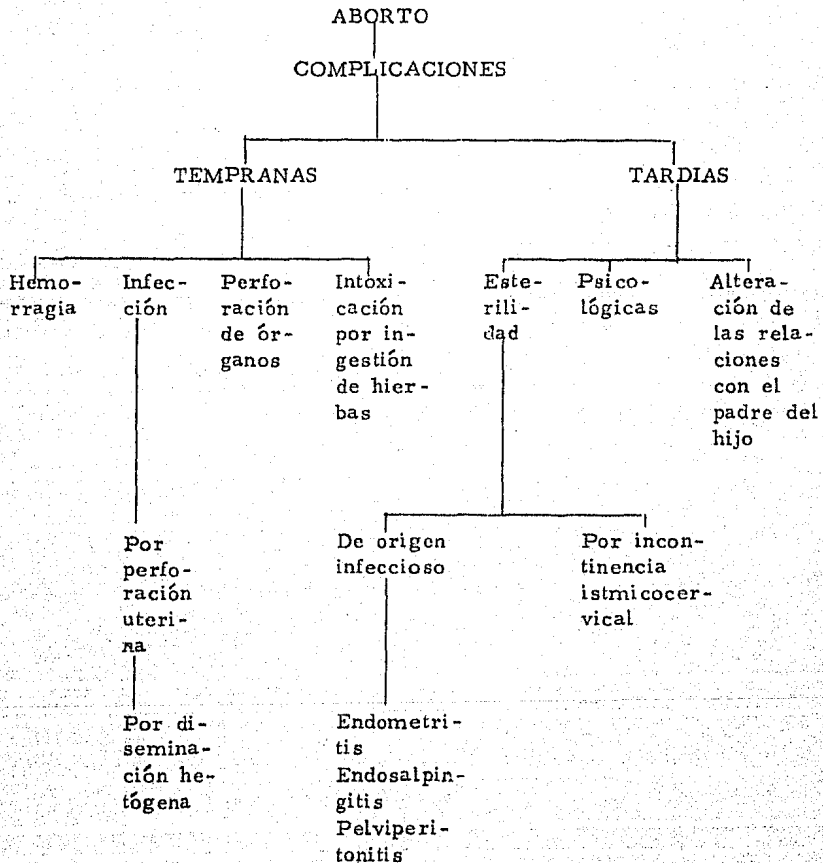 ABORTO
COMPLICACIONES
TEMPRANAS
TARDIAS
Hemo-
rragia
Infec-
ción
Perfo-
ración
de ór-
ganos
Intoxi-
cación
por in-
gestión
de hier-
bas
Este-
rili-
dad
Psico-
lógicas
Altera-
ción de
las rela-
ciones
con el
padre del
hijo
Por
perfo-
ración
uteri-
na
Por di-
semina-
ción he-
tógena
De origen
infeccioso
Endometri-
tis
Endosalpin-
gitis
Pelviperi-
tonitis
Por incon-
tinencia
istmicocer-
vical